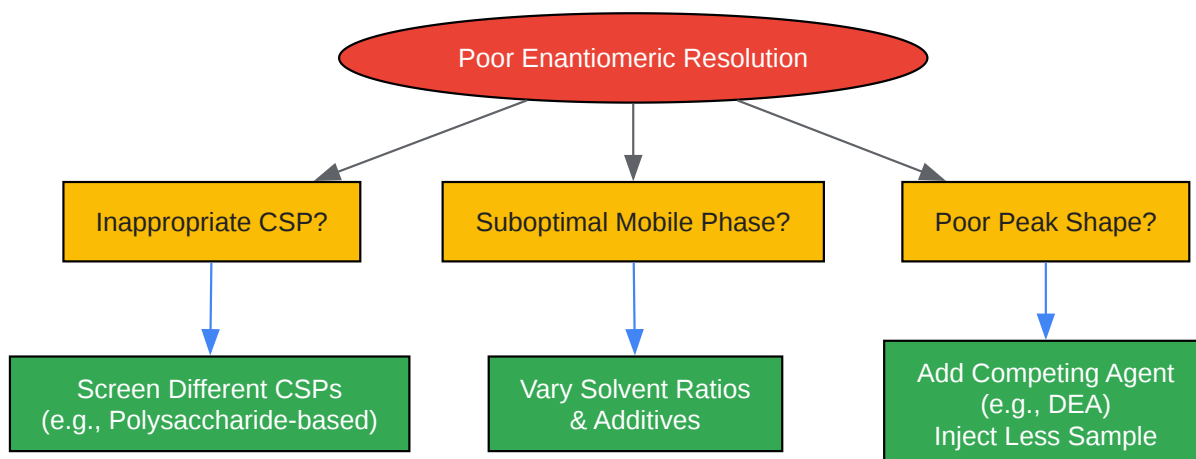 Poor Enantiomeric Resolution
Inappropriate CSP?
Suboptimal Mobile Phase?
Poor Peak Shape?
Screen Different CSPs
(e.g., Polysaccharide-based)
Vary Solvent Ratios
& Additives
Add Competing Agent
(e.g., DEA)
Inject Less Sample